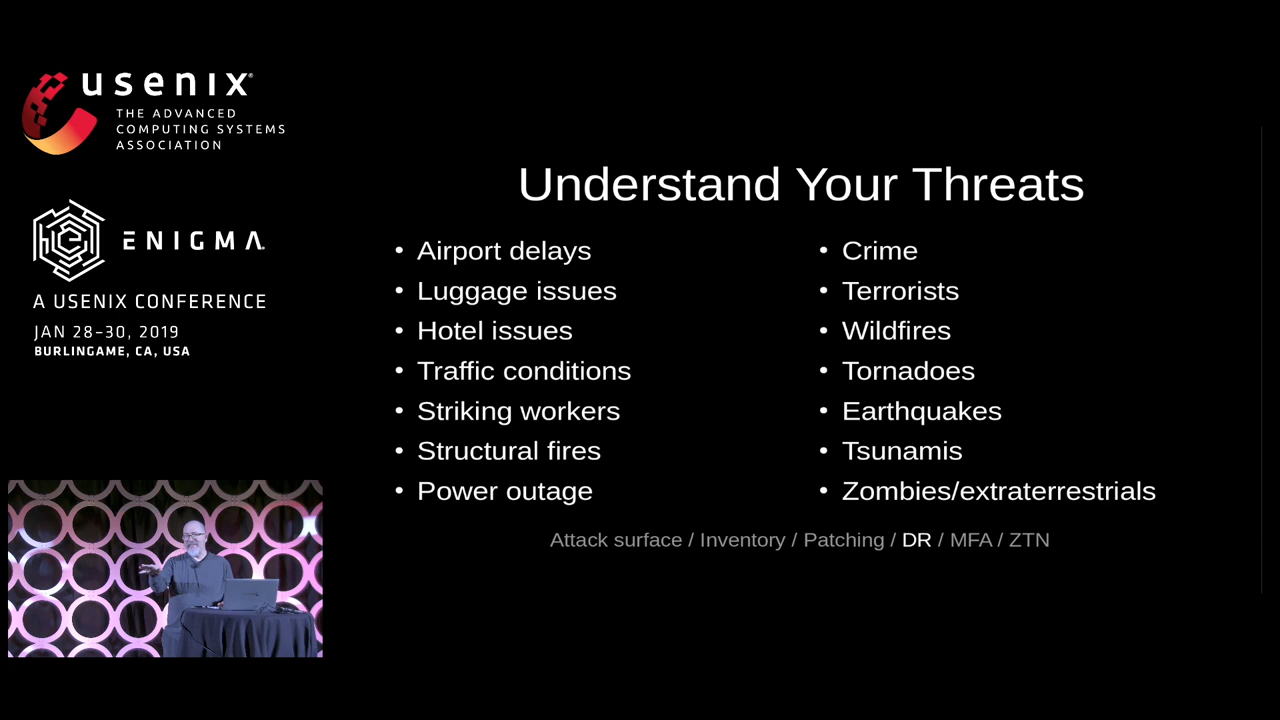 usenix®
THE ADVANCED
COMPUTING SYSTEMS
ASSOCIATION
ENIGMA
A USENIX CONFERENCE
JAN 28–30, 2019
BURLINGAME, CA, USA
Understand Your Threats
• Airport delays
• Luggage issues
• Hotel issues
• Traffic conditions
• Striking workers
• Structural fires
• Power outage
• Crime
• Terrorists
• Wildfires
• Tornadoes
• Earthquakes
• Tsunamis
• Zombies/extraterrestrials
Attack surface / Inventory / Patching / DR / MFA / ZTN